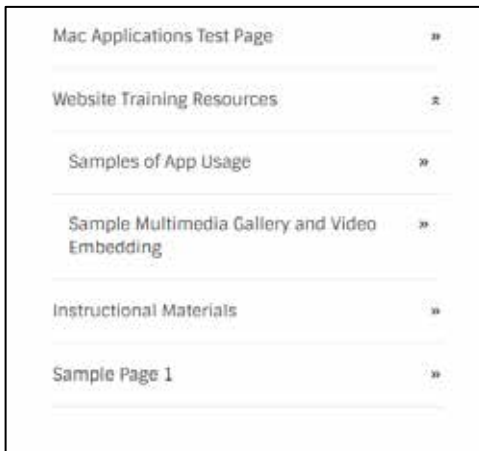 Mac Applications Test Page »
Website Training Resources
Samples of App Usage »
Sample Multimedia Gallery and Video »
Embedding
Instructional Materials »
Sample Page 1 »